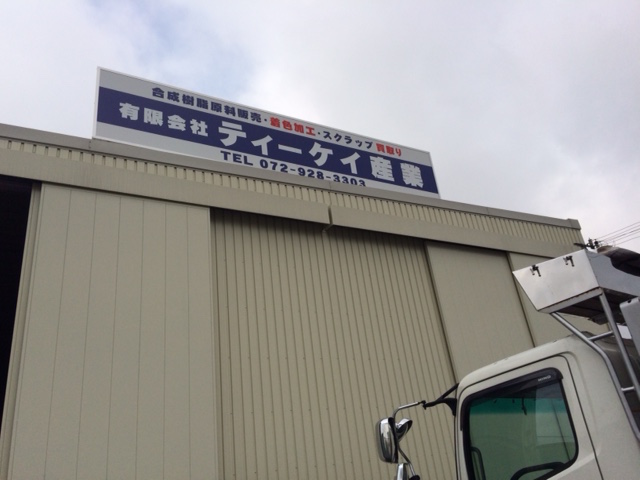 合成樹脂原料販売・着色加工・スクラップ買取り
有限会社ティーケイ産業
TEL 072-928-3303